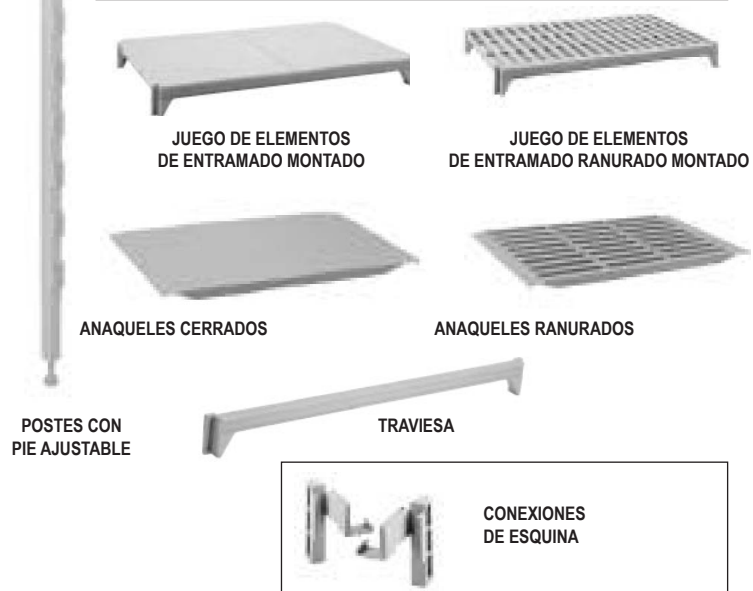 JUEGO DE ELEMENTOS
DE ENTRAMADO MONTADO
JUEGO DE ELEMENTOS
DE ENTRAMADO RANURADO MONTADO
ANAQUELES CERRADOS
ANAQUELES RANURADOS
POSTES CON
PIE AJUSTABLE
TRAVIESA
CONEXIONES
DE ESQUINA